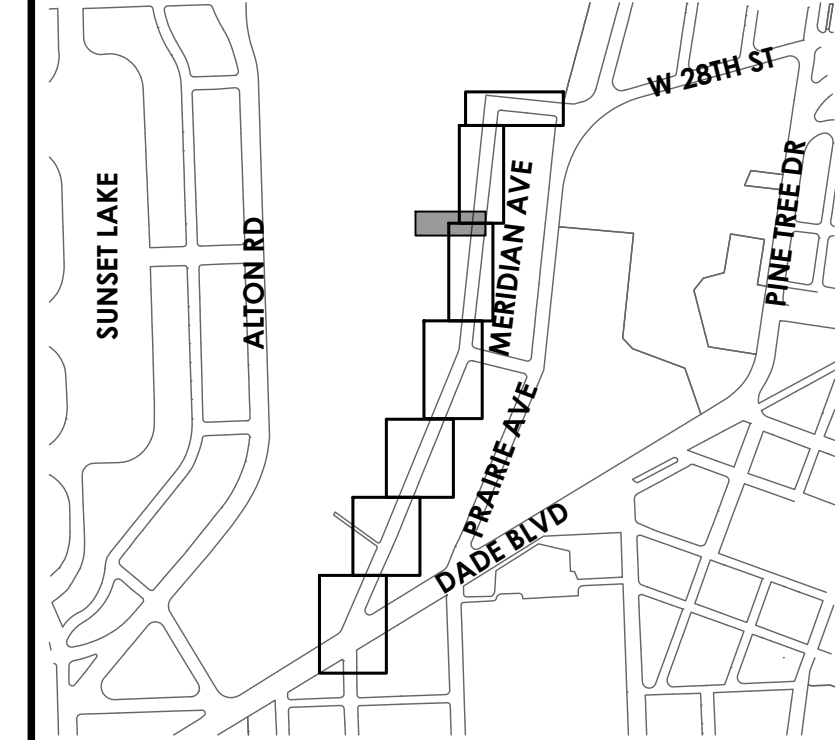 W 28TH ST
SUNSET LAKE
ALTON RD
MERIDIAN AVE
PINE TREE DR
PRAIRIE AVE
DADE BLVD